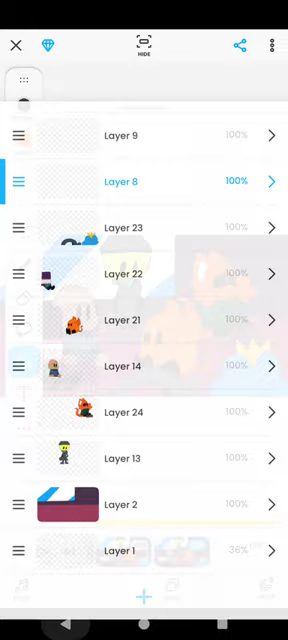 HIDE
Layer 9 100%
Layer 8 100%
Layer 23 100%
Layer 22 100%
Layer 21 100%
Layer 14 100%
Layer 24 100%
Layer 13 100%
Layer 2 100%
Layer 1 36%